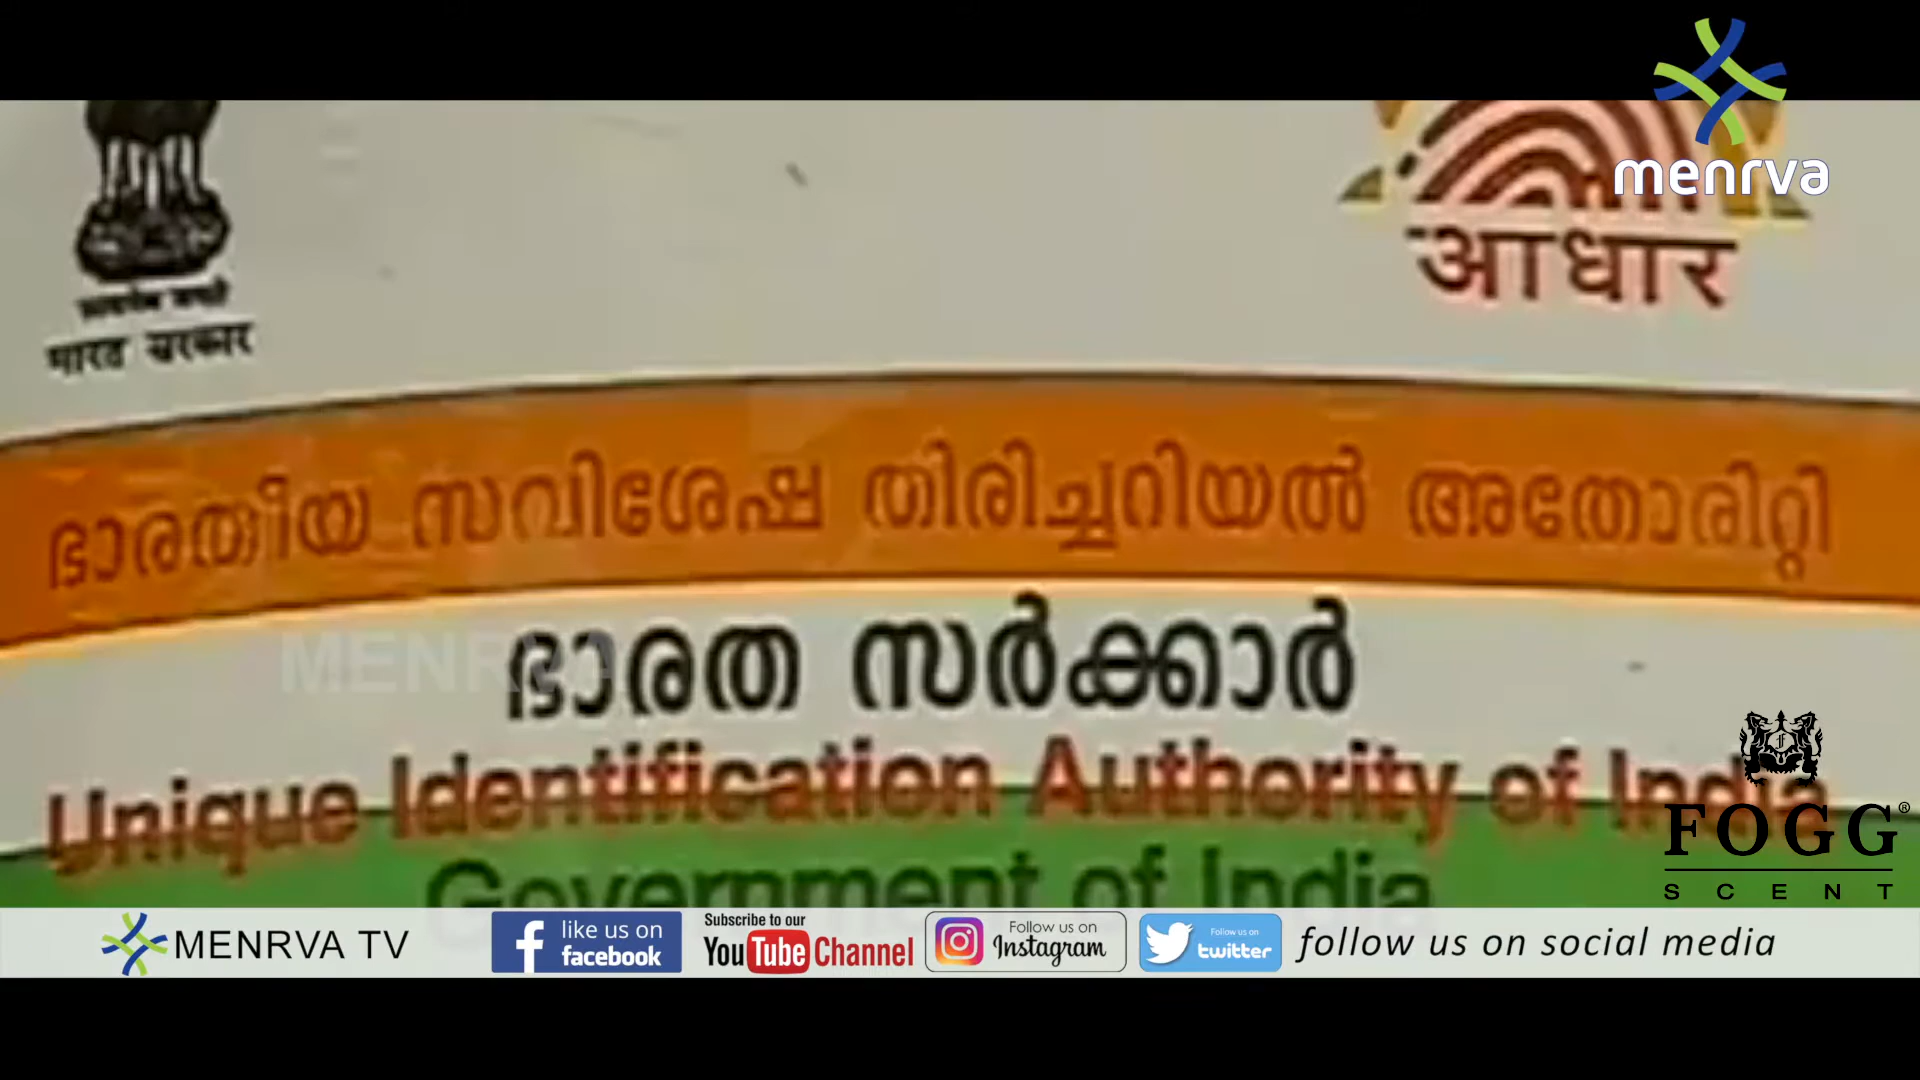 menrva
आधार
भारत सरकार
ഭാരതീയ സവിശേഷ തിരിച്ചറിയൽ അതോറിറ്റി
MENRVA
ഭാരത സർക്കാർ
Unique Identification Authority of India
Government of India
FOGG®
SCENT
MENRVA TV
like us on
facebook
Subscribe to our
YouTube Channel
Follow us on
Instagram
Follow us on
twitter
follow us on social media